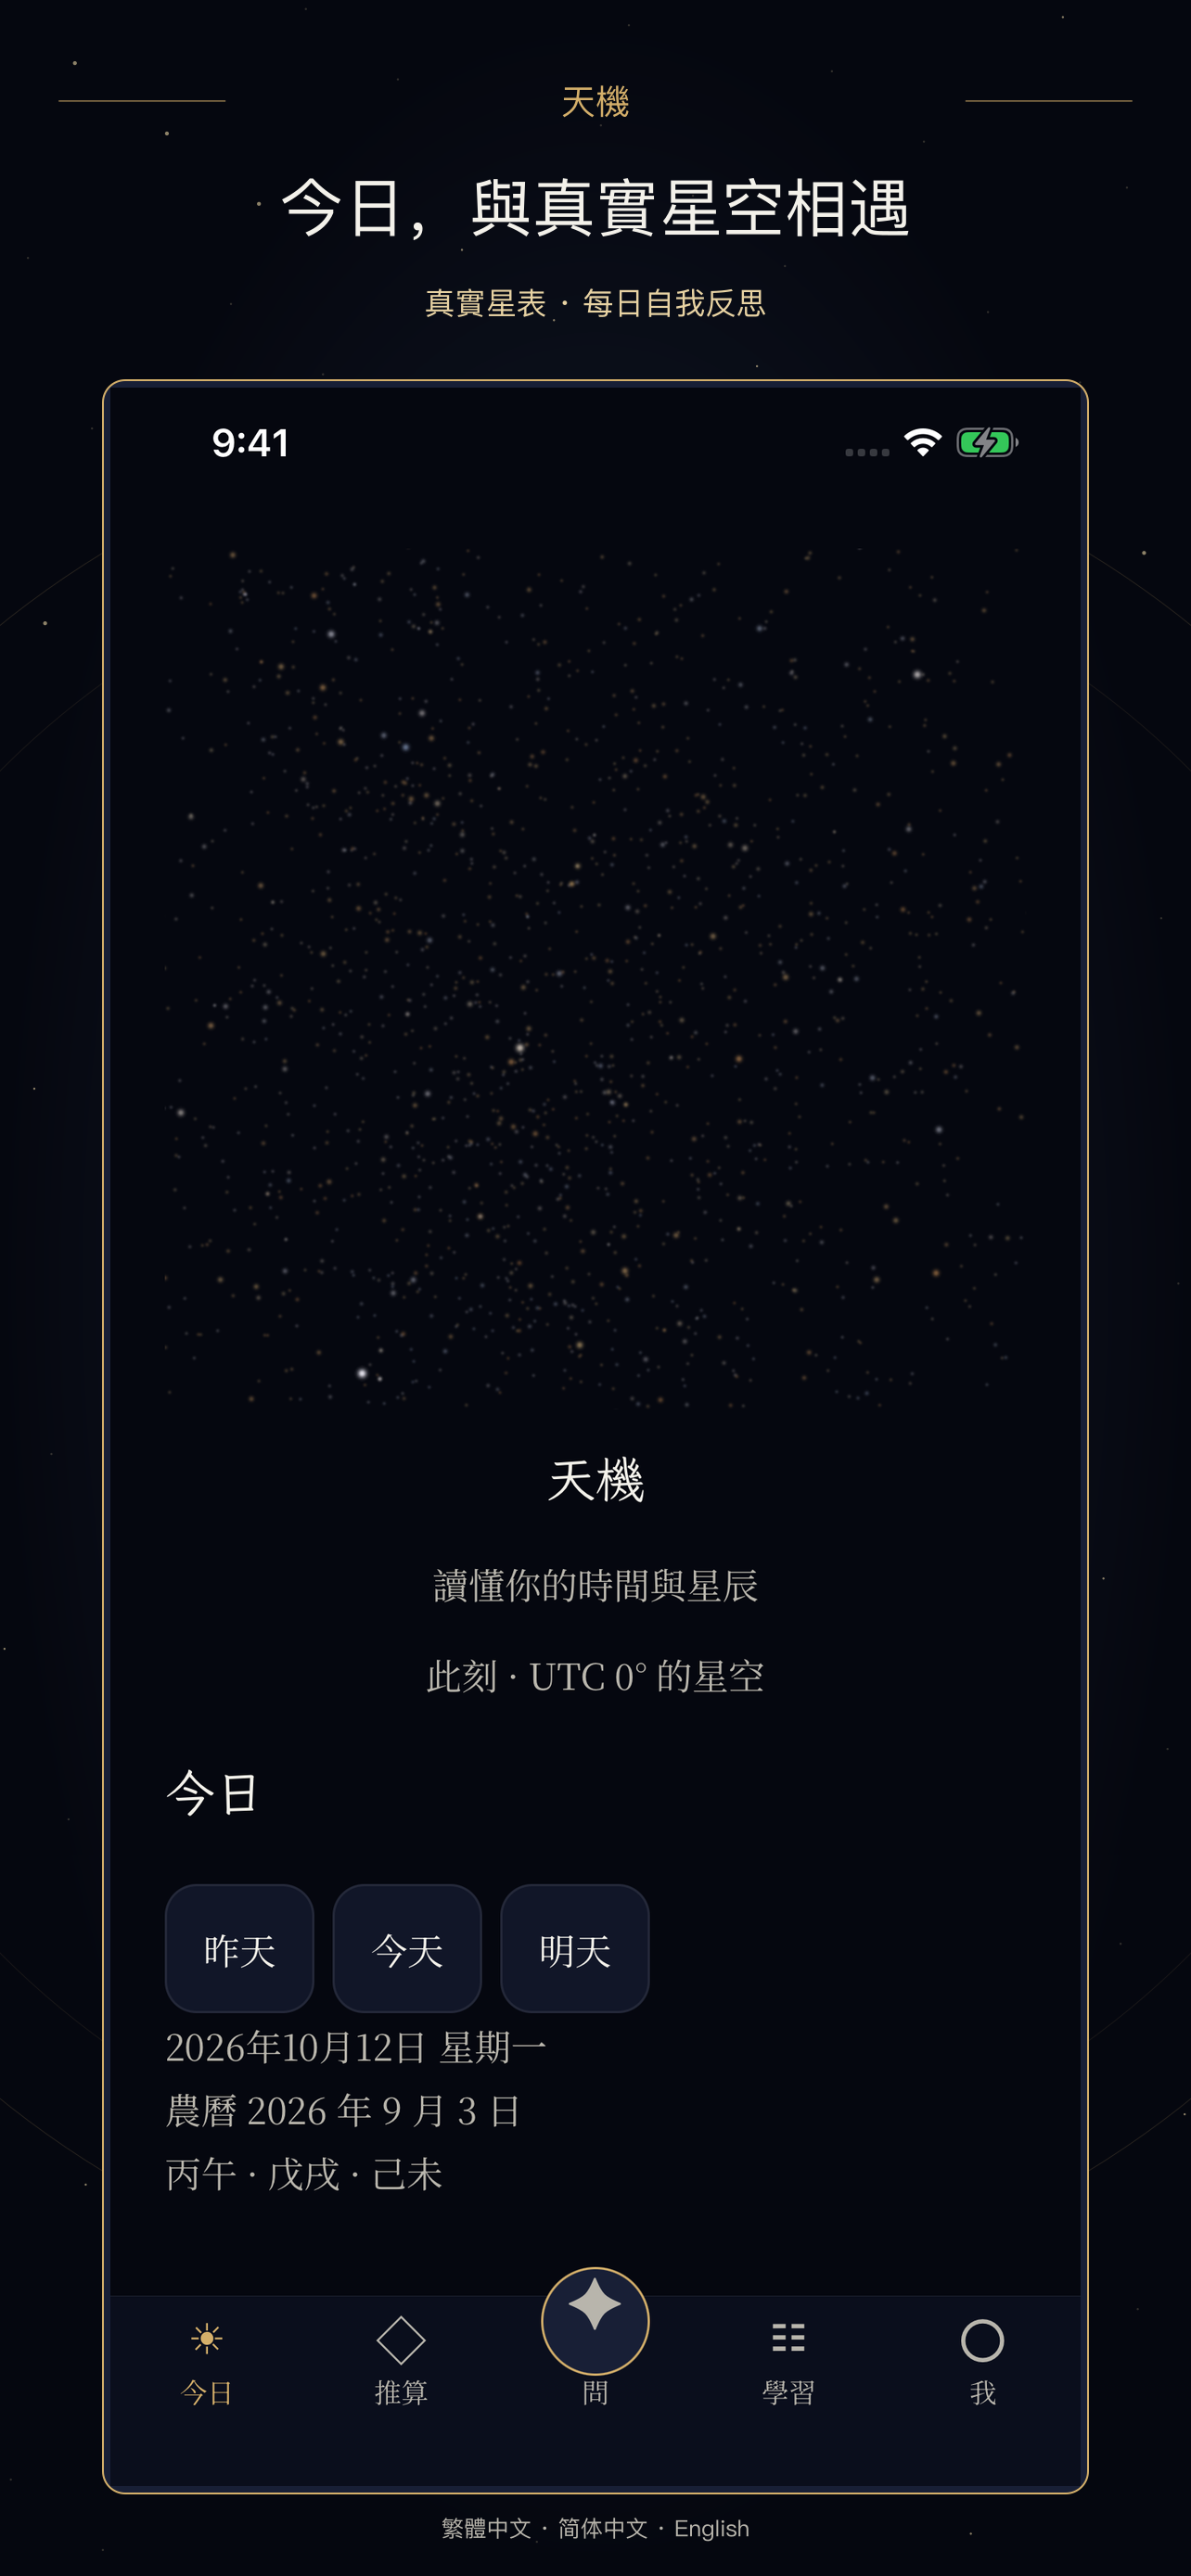 天機
今日，與真實星空相遇
真實星表 · 每日自我反思
9:41
天機
讀懂你的時間與星辰
此刻 · UTC 0° 的星空
今日
昨天 今天 明天
2026年10月12日 星期一
農曆 2026 年 9 月 3 日
丙午 · 戊戌 · 己未
今日 推算 問 學習 我
繁體中文 · 简体中文 · English